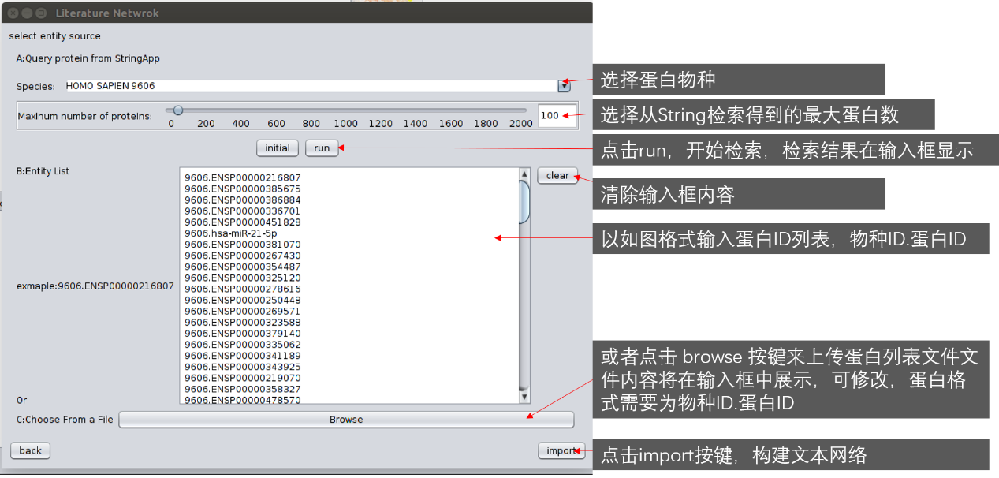 Literature Netwrok
select entity source
A:Query protein from StringApp
Species: HOMO SAPIEN 9606
选择蛋白物种
Maxinum number of proteins:
0 200 400 600 800 1000 1200 1400 1600 1800 2000
100
选择从String检索得到的最大蛋白数
initial run
点击run，开始检索，检索结果在输入框显示
B:Entity List
clear
清除输入框内容
9606.ENSP00000216807
9606.ENSP00000385675
9606.ENSP00000386884
9606.ENSP00000336701
9606.ENSP00000451828
9606.hsa-miR-21-5p
9606.ENSP00000381070
9606.ENSP00000267430
9606.ENSP00000354487
9606.ENSP00000325120
9606.ENSP00000278616
9606.ENSP00000250448
9606.ENSP00000269571
9606.ENSP00000323588
9606.ENSP00000379140
9606.ENSP00000335062
9606.ENSP00000341189
9606.ENSP00000343925
9606.ENSP00000219070
9606.ENSP00000358327
9606.ENSP00000478570
以如图格式输入蛋白ID列表，物种ID.蛋白ID
exmaple:9606.ENSP00000216807
或者点击 browse 按键来上传蛋白列表文件文
件内容将在输入框中展示，可修改，蛋白格
式需要为物种ID.蛋白ID
Or
C:Choose From a File Browse
back import
点击import按键，构建文本网络